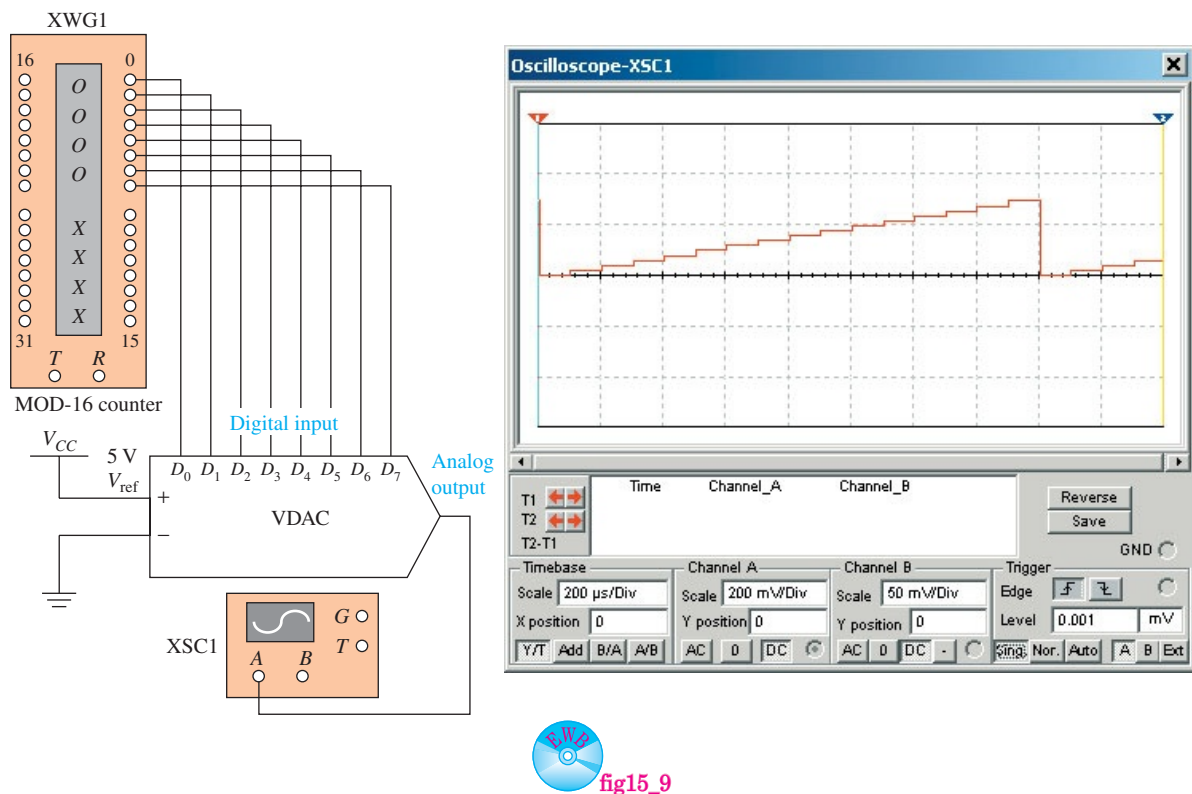 XWG1
16 0
O
O
O
O
X
X
X
X
31 15
T R
MOD-16 counter
VCC
5 V
Vref
Digital input
D0 D1 D2 D3 D4 D5 D6 D7
Analog
output
+
VDAC
−
XSC1
G
T
A B
Oscilloscope-XSC1
1 2
Time Channel_A Channel_B
T1
T2
T2-T1
Reverse
Save
GND
Timebase
Scale 200 µs/Div
X position 0
Y/T Add B/A A/B
Channel A
Scale 200 mV/Div
Y position 0
AC 0 DC
Channel B
Scale 50 mV/Div
Y position 0
AC 0 DC -
Trigger
Edge
Level 0.001 mV
Sing. Nor. Auto A B Ext
EWB
fig15_9